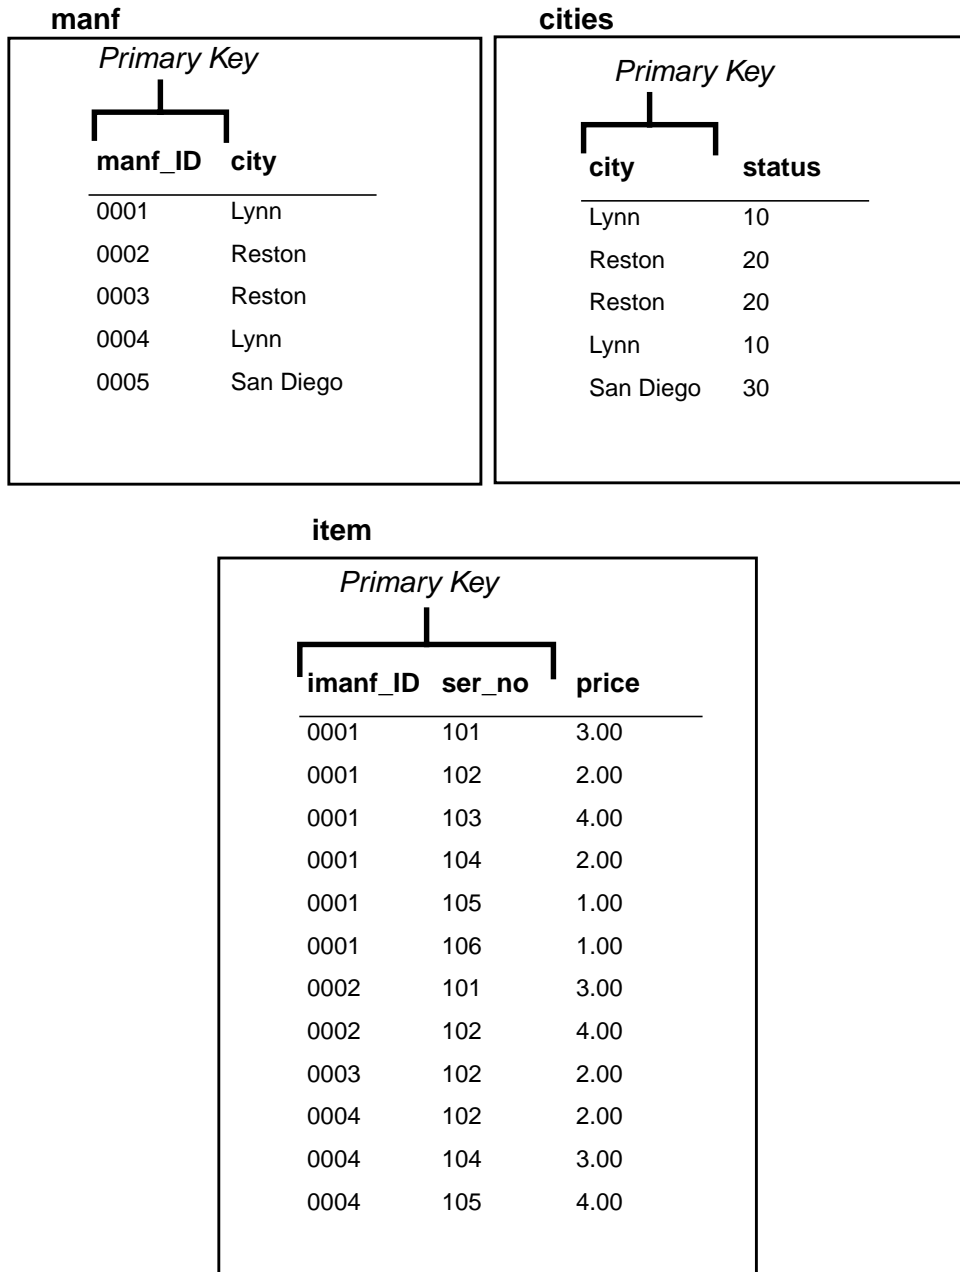 manf
Primary Key
manf_ID city
0001 Lynn
0002 Reston
0003 Reston
0004 Lynn
0005 San Diego
cities
Primary Key
city status
Lynn 10
Reston 20
Reston 20
Lynn 10
San Diego 30
item
Primary Key
imanf_ID ser_no price
0001 101 3.00
0001 102 2.00
0001 103 4.00
0001 104 2.00
0001 105 1.00
0001 106 1.00
0002 101 3.00
0002 102 4.00
0003 102 2.00
0004 102 2.00
0004 104 3.00
0004 105 4.00